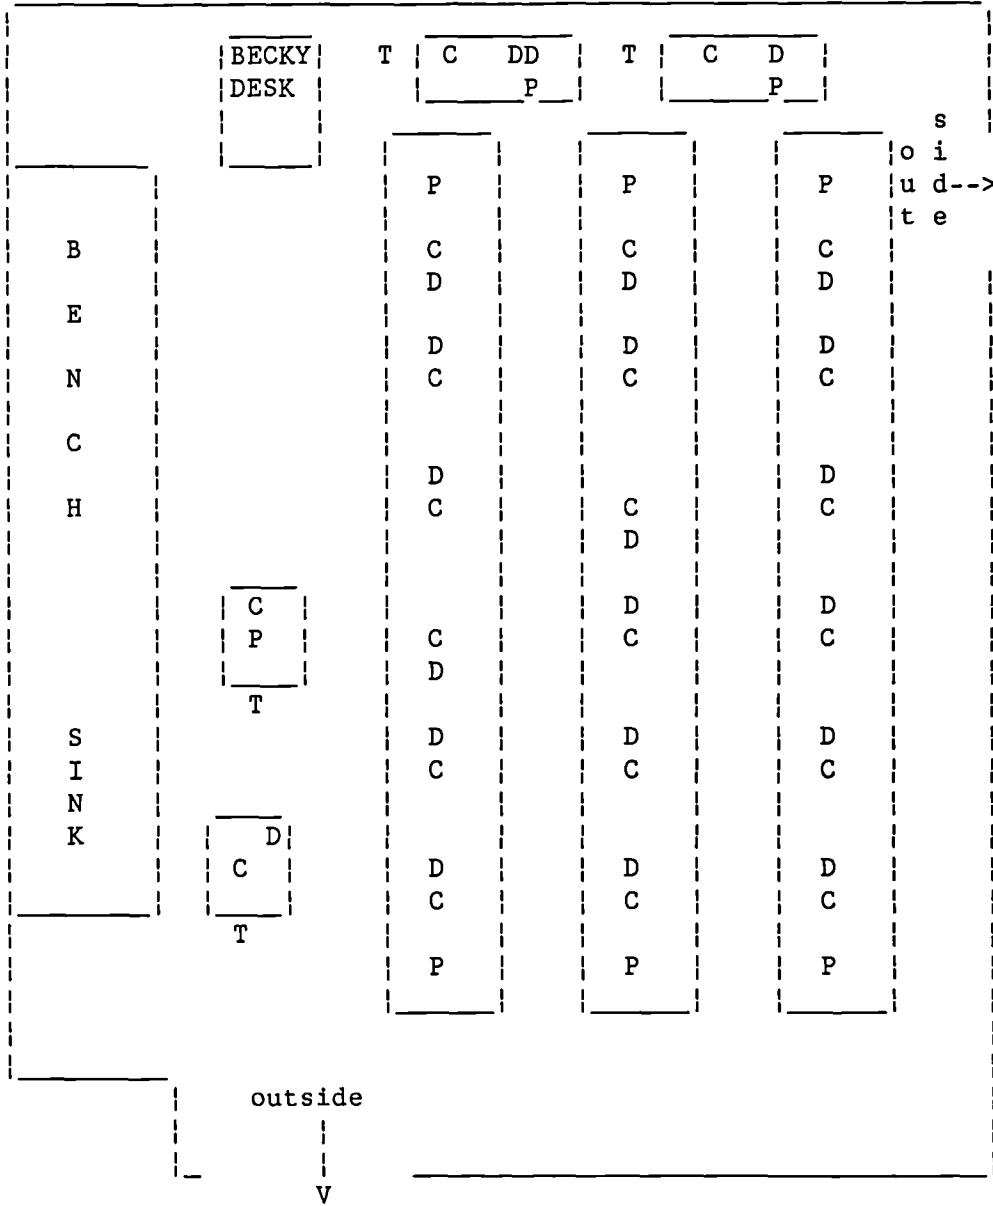 BECKY T C DD T C D
DESK P P
s
o i
P P P u d-->
t e
B C C C
D D D
E
D D D
N C C C
C
D D
H C C C
D
C D D
P C C C
D
T
S D D D
I C C C
N
K D
C D D D
C C C
T
P P P
outside
V